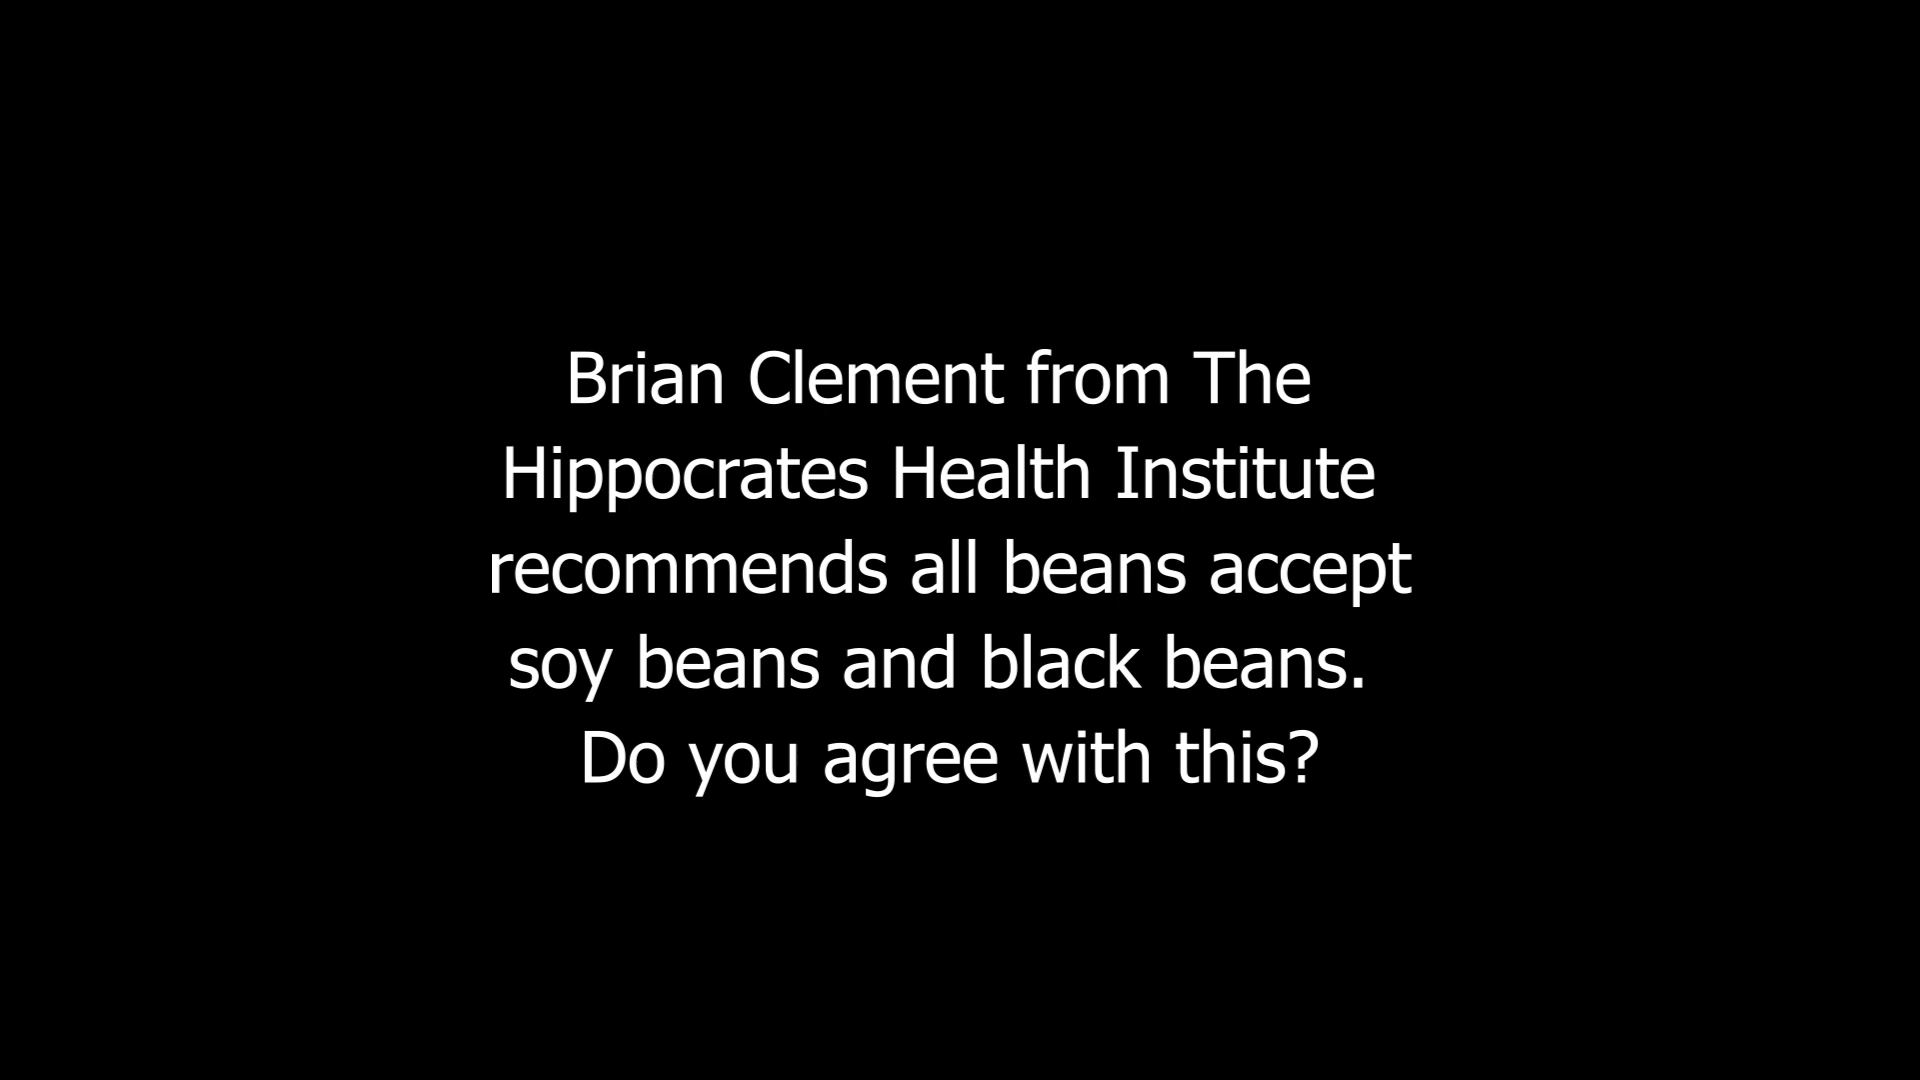 Brian Clement from The
Hippocrates Health Institute
recommends all beans accept
soy beans and black beans.
Do you agree with this?